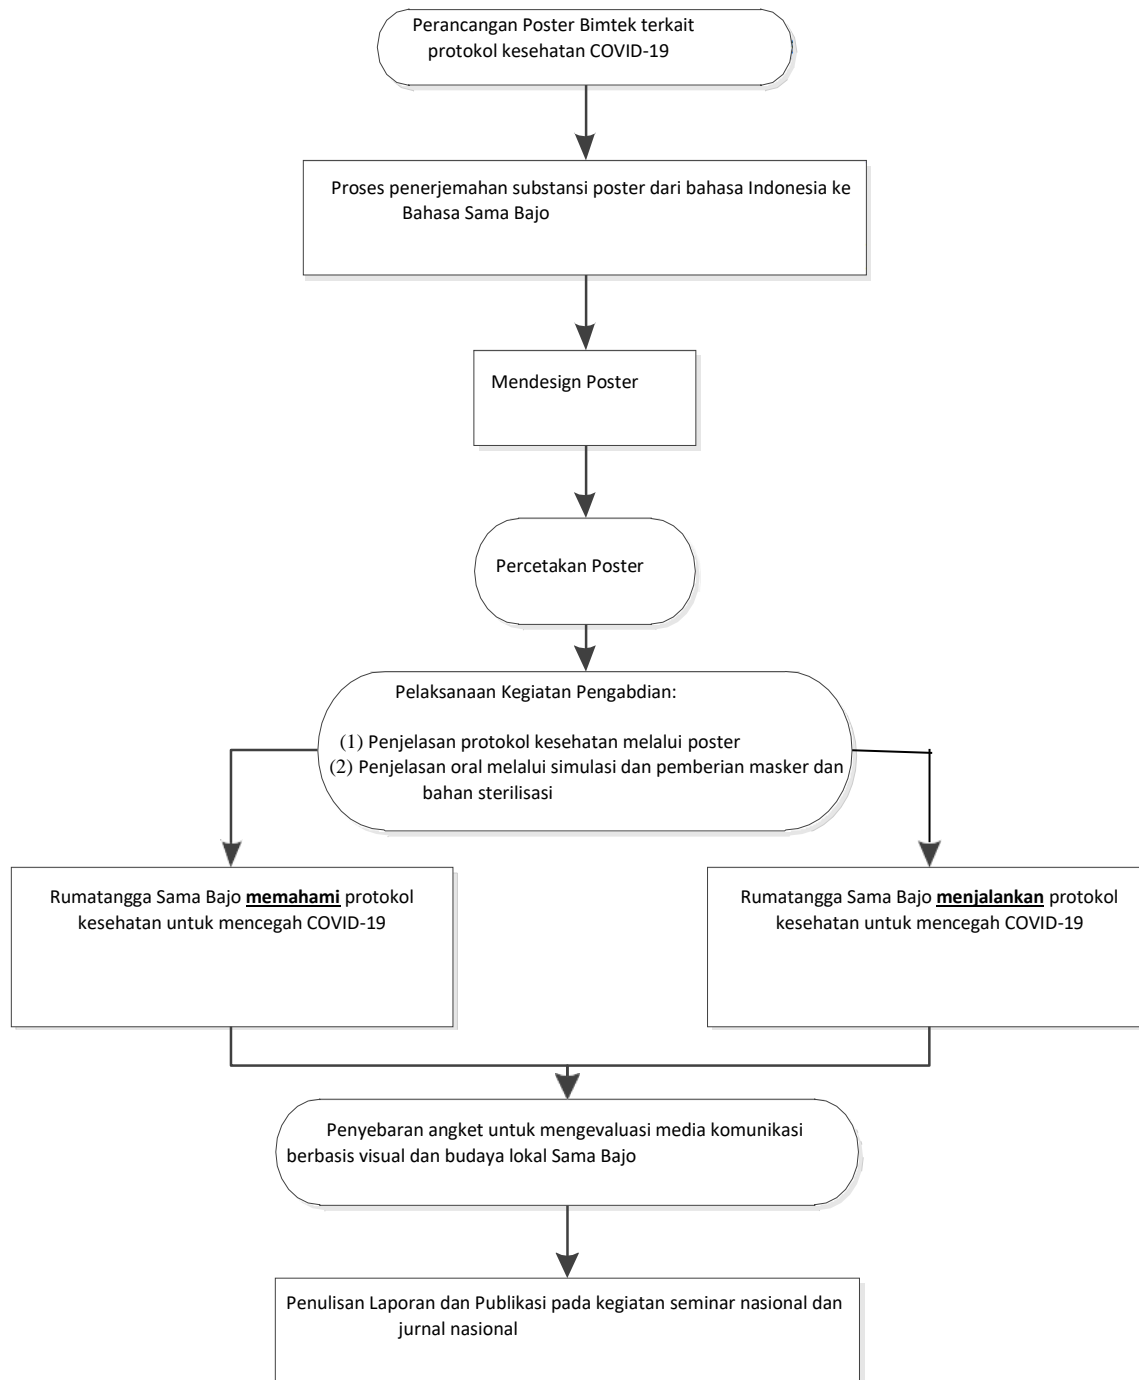 Perancangan Poster Bimtek terkait
protokol kesehatan COVID-19
Proses penerjemahan substansi poster dari bahasa Indonesia ke
Bahasa Sama Bajo
Mendesign Poster
Percetakan Poster
Pelaksanaan Kegiatan Pengabdian:
(1) Penjelasan protokol kesehatan melalui poster
(2) Penjelasan oral melalui simulasi dan pemberian masker dan
bahan sterilisasi
Rumatangga Sama Bajo memahami protokol
kesehatan untuk mencegah COVID-19
Rumatangga Sama Bajo menjalankan protokol
kesehatan untuk mencegah COVID-19
Penyebaran angket untuk mengevaluasi media komunikasi
berbasis visual dan budaya lokal Sama Bajo
Penulisan Laporan dan Publikasi pada kegiatan seminar nasional dan
jurnal nasional